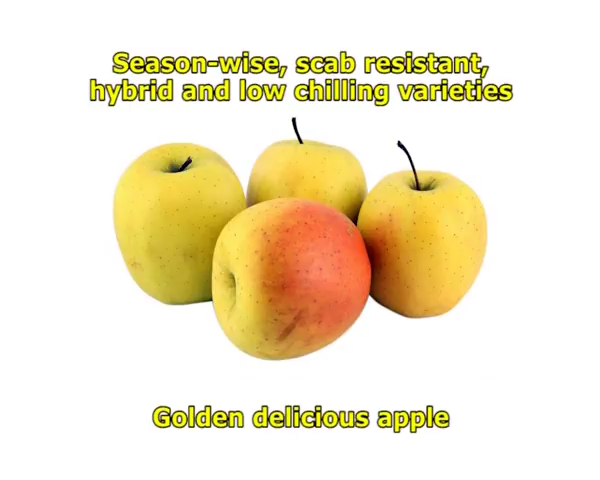 Season-wise, scab resistant,
hybrid and low chilling varieties
Golden delicious apple